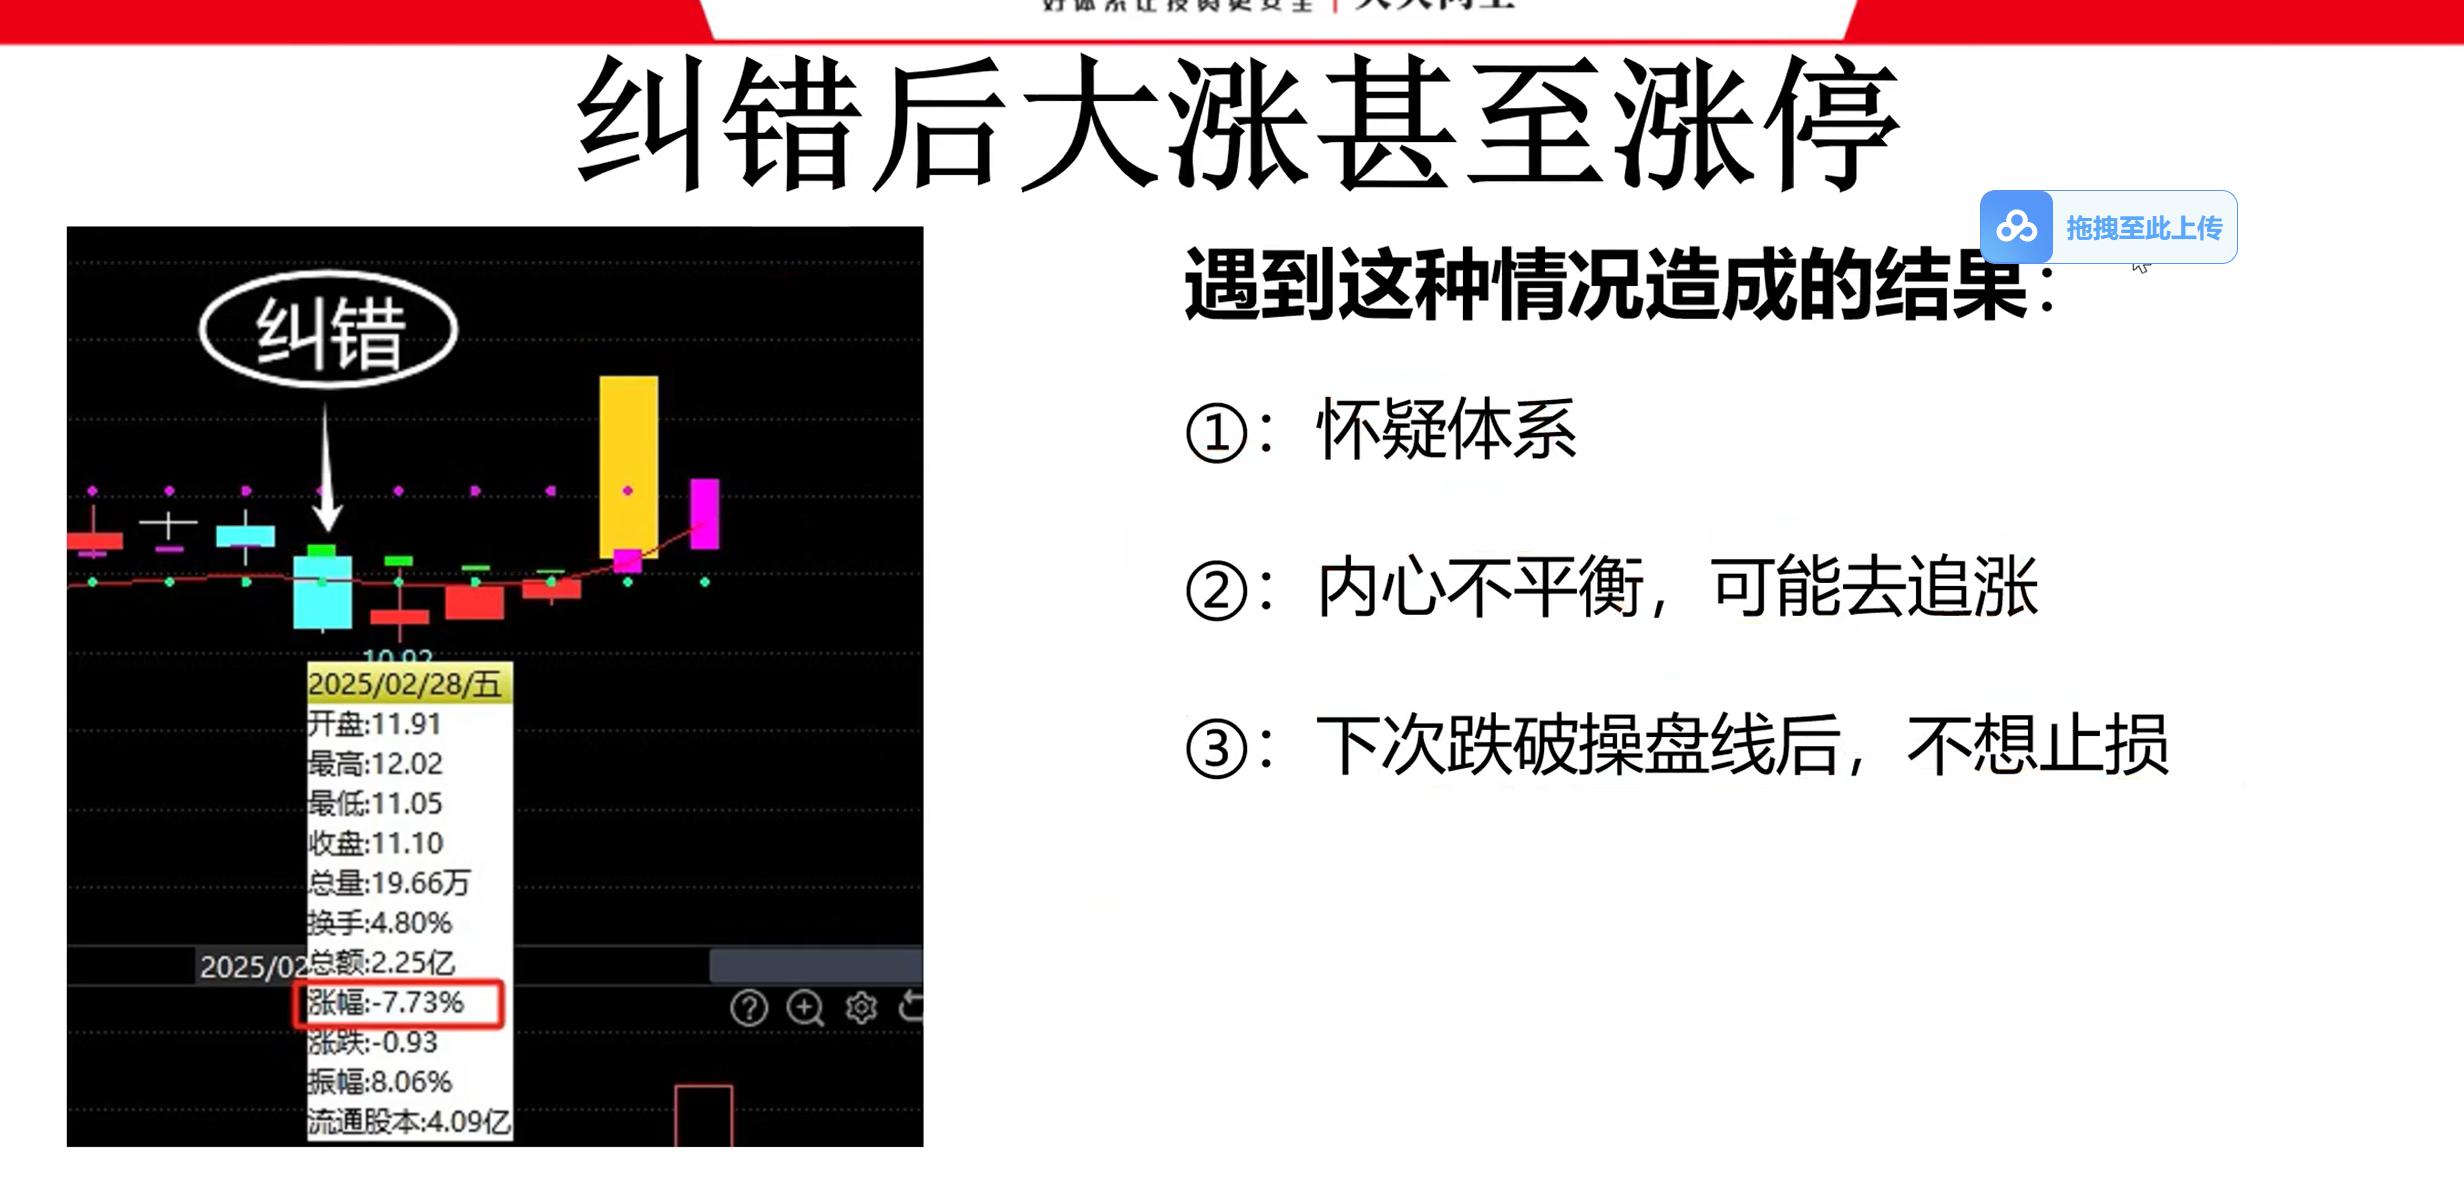 纠错后大涨甚至涨停
拖拽至此上传
遇到这种情况造成的结果：
①：怀疑体系
②：内心不平衡，可能去追涨
③：下次跌破操盘线后，不想止损
纠错
10.92
2025/02/28/五
开盘:11.91
最高:12.02
最低:11.05
收盘:11.10
总量:19.66万
换手:4.80%
2025/02
总额:2.25亿
涨幅:-7.73%
涨跌:-0.93
振幅:8.06%
流通股本:4.09亿